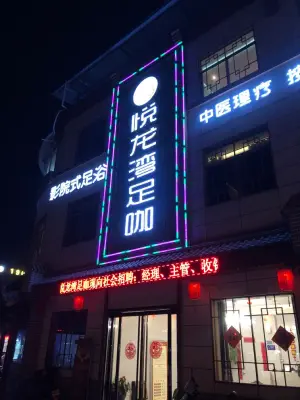 悦龙湾足咖
影院式足浴
中医理疗 按
悦龙湾足咖现向社会招聘：经理、主管、收